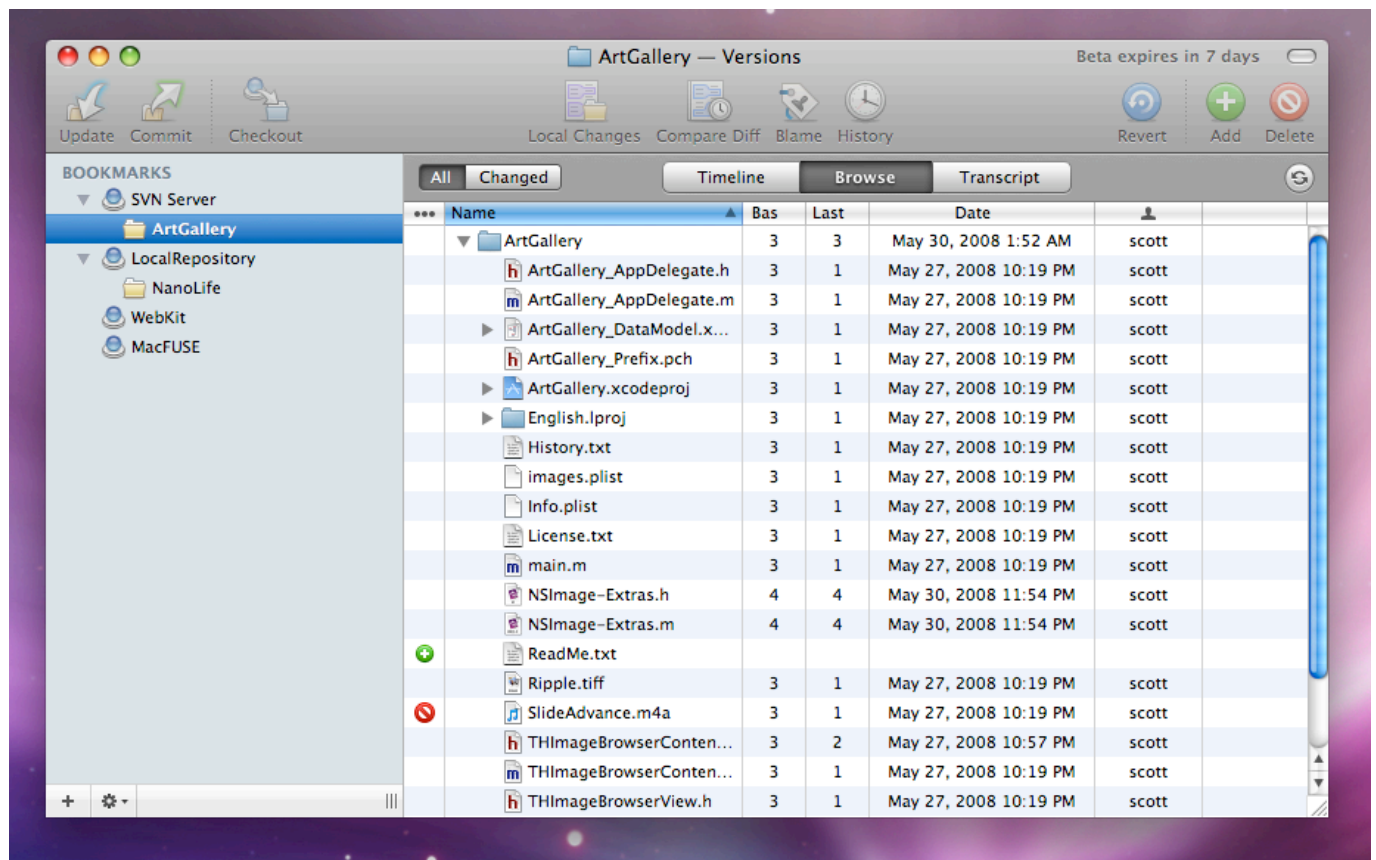 ArtGallery — Versions
Beta expires in 7 days
Update Commit Checkout Local Changes Compare Diff Blame History Revert Add Delete
BOOKMARKS
SVN Server
ArtGallery
LocalRepository
NanoLife
WebKit
MacFUSE
All Changed Timeline Browse Transcript
Name Bas Last Date
ArtGallery 3 3 May 30, 2008 1:52 AM scott
ArtGallery_AppDelegate.h 3 1 May 27, 2008 10:19 PM scott
ArtGallery_AppDelegate.m 3 1 May 27, 2008 10:19 PM scott
ArtGallery_DataModel.x... 3 1 May 27, 2008 10:19 PM scott
ArtGallery_Prefix.pch 3 1 May 27, 2008 10:19 PM scott
ArtGallery.xcodeproj 3 1 May 27, 2008 10:19 PM scott
English.lproj 3 1 May 27, 2008 10:19 PM scott
History.txt 3 1 May 27, 2008 10:19 PM scott
images.plist 3 1 May 27, 2008 10:19 PM scott
Info.plist 3 1 May 27, 2008 10:19 PM scott
License.txt 3 1 May 27, 2008 10:19 PM scott
main.m 3 1 May 27, 2008 10:19 PM scott
NSImage-Extras.h 4 4 May 30, 2008 11:54 PM scott
NSImage-Extras.m 4 4 May 30, 2008 11:54 PM scott
ReadMe.txt
Ripple.tiff 3 1 May 27, 2008 10:19 PM scott
SlideAdvance.m4a 3 1 May 27, 2008 10:19 PM scott
THImageBrowserConten... 3 2 May 27, 2008 10:57 PM scott
THImageBrowserConten... 3 1 May 27, 2008 10:19 PM scott
THImageBrowserView.h 3 1 May 27, 2008 10:19 PM scott